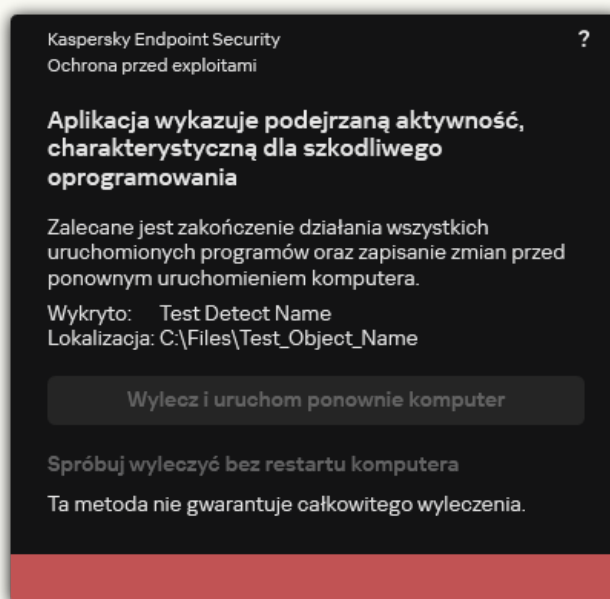 Kaspersky Endpoint Security
?
Ochrona przed exploitami
Aplikacja wykazuje podejrzaną aktywność,
charakterystyczną dla szkodliwego
oprogramowania
Zalecane jest zakończenie działania wszystkich
uruchomionych programów oraz zapisanie zmian przed
ponownym uruchomieniem komputera.
Wykryto: Test Detect Name
Lokalizacja: C:\Files\Test_Object_Name
Wylecz i uruchom ponownie komputer
Spróbuj wyleczyć bez restartu komputera
Ta metoda nie gwarantuje całkowitego wyleczenia.